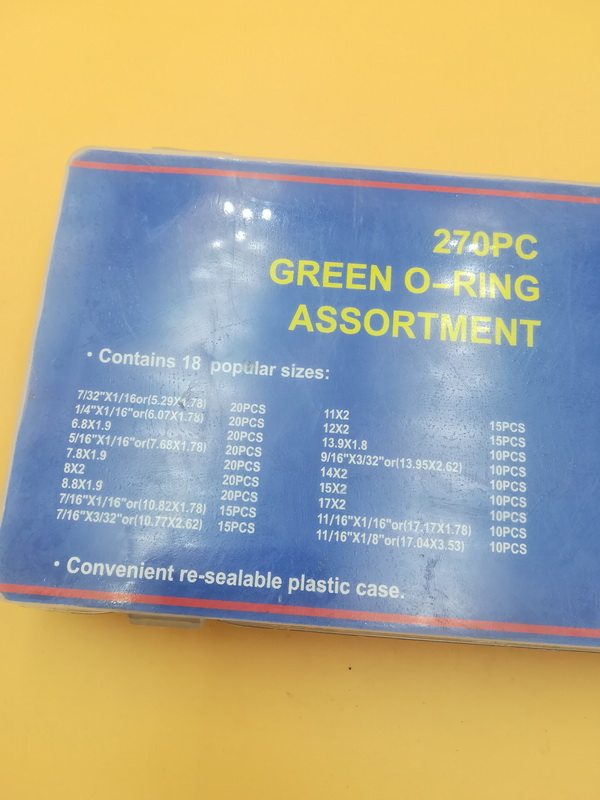 270PC
GREEN O-RING
ASSORTMENT
• Contains 18 popular sizes:
7/32"X1/16or(5.29X1.78) 20PCS
1/4"X1/16"or(6.07X1.78) 20PCS
6.8X1.9 20PCS
5/16"X1/16"or(7.68X1.78) 20PCS
7.8X1.9 20PCS
8X2 20PCS
8.8X1.9 20PCS
7/16"X1/16"or(10.82X1.78) 15PCS
7/16"X3/32"or(10.77X2.62) 15PCS
11X2 15PCS
12X2 15PCS
13.9X1.8 10PCS
9/16"X3/32"or(13.95X2.62) 10PCS
14X2 10PCS
15X2 10PCS
17X2 10PCS
11/16"X1/16"or(17.17X1.78) 10PCS
11/16"X1/8"or(17.04X3.53) 10PCS
• Convenient re-sealable plastic case.